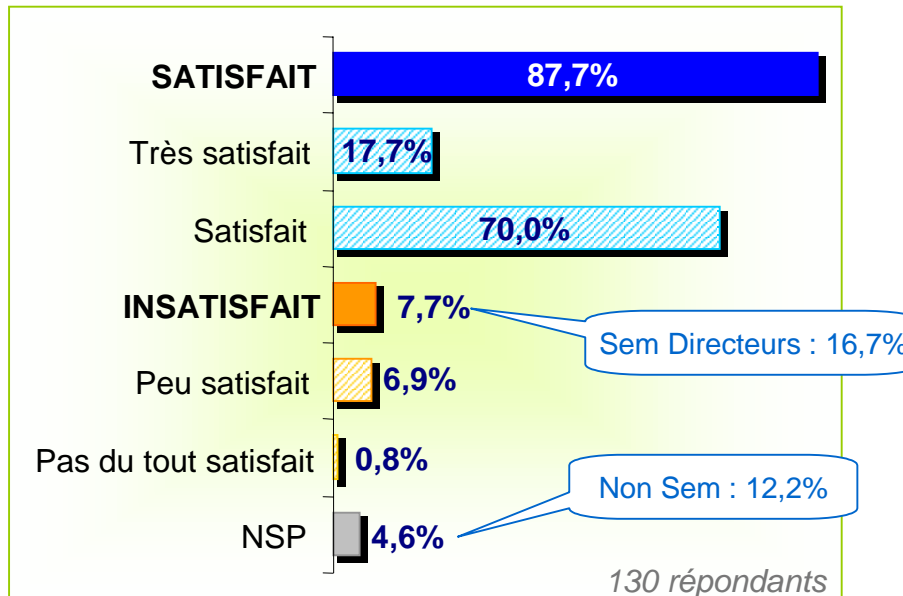 SATISFAIT 87,7%
Très satisfait 17,7%
Satisfait 70,0%
INSATISFAIT 7,7%
Sem Directeurs : 16,7%
Peu satisfait 6,9%
Pas du tout satisfait 0,8%
Non Sem : 12,2%
NSP 4,6%
130 répondants